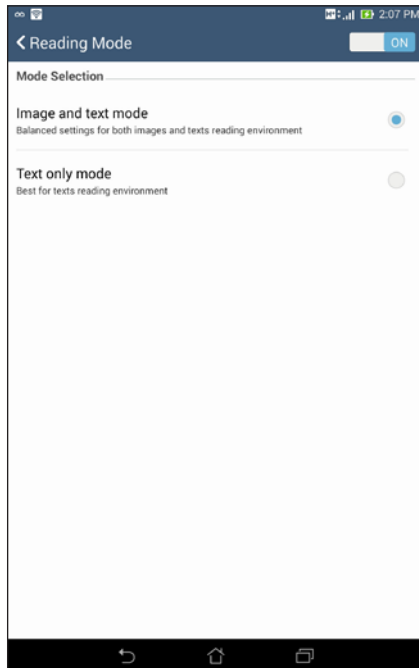 2:07 PM
Reading Mode
ON
Mode Selection
Image and text mode
Balanced settings for both images and texts reading environment
Text only mode
Best for texts reading environment